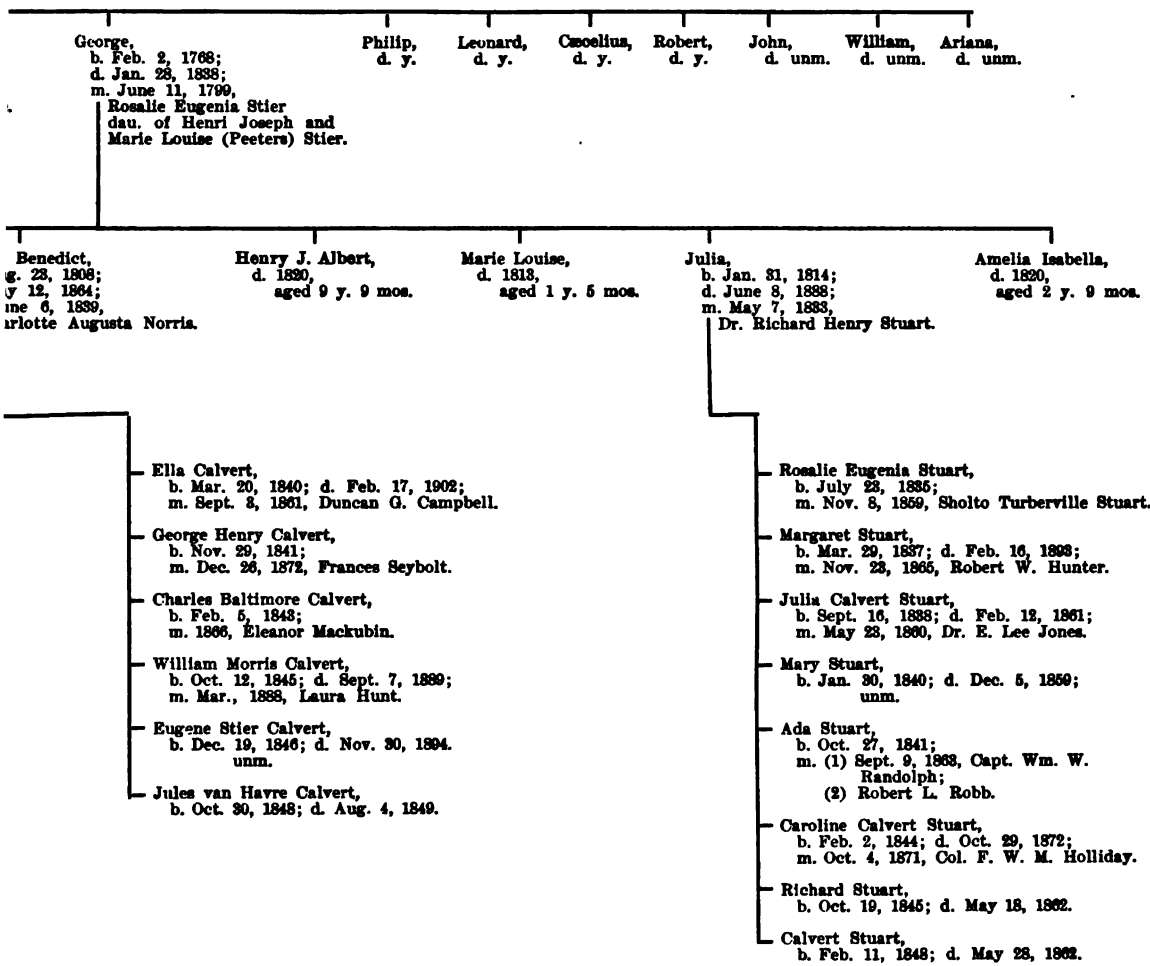 George,
b. Feb. 2, 1768;
d. Jan. 28, 1838;
m. June 11, 1799,
Rosalie Eugenia Stier
dau. of Henri Joseph and
Marie Louise (Peeters) Stier.
Philip,
d. y.
Leonard,
d. y.
Cæcelius,
d. y.
Robert,
d. y.
John,
d. unm.
William,
d. unm.
Ariana,
d. unm.
Benedict,
g. 23, 1808;
y 12, 1864;
une 6, 1839,
arlotte Augusta Norris.
Henry J. Albert,
d. 1820,
aged 9 y. 9 mos.
Marie Louise,
d. 1813,
aged 1 y. 5 mos.
Julia,
b. Jan. 31, 1814;
d. June 8, 1888;
m. May 7, 1833,
Dr. Richard Henry Stuart.
Amelia Isabella,
d. 1820,
aged 2 y. 9 mos.
Ella Calvert,
b. Mar. 20, 1840; d. Feb. 17, 1902;
m. Sept. 3, 1861, Duncan G. Campbell.
George Henry Calvert,
b. Nov. 29, 1841;
m. Dec. 26, 1872, Frances Seybolt.
Charles Baltimore Calvert,
b. Feb. 5, 1843;
m. 1866, Eleanor Mackubin.
William Morris Calvert,
b. Oct. 12, 1845; d. Sept. 7, 1889;
m. Mar., 1888, Laura Hunt.
Eugene Stier Calvert,
b. Dec. 19, 1846; d. Nov. 30, 1894.
unm.
Jules van Havre Calvert,
b. Oct. 30, 1848; d. Aug. 4, 1849.
Rosalie Eugenia Stuart,
b. July 23, 1835;
m. Nov. 8, 1859, Sholto Turberville Stuart.
Margaret Stuart,
b. Mar. 29, 1837; d. Feb. 16, 1893;
m. Nov. 23, 1865, Robert W. Hunter.
Julia Calvert Stuart,
b. Sept. 16, 1838; d. Feb. 12, 1861;
m. May 23, 1860, Dr. E. Lee Jones.
Mary Stuart,
b. Jan. 30, 1840; d. Dec. 5, 1859;
unm.
Ada Stuart,
b. Oct. 27, 1841;
m. (1) Sept. 9, 1863, Capt. Wm. W.
Randolph;
(2) Robert L. Robb.
Caroline Calvert Stuart,
b. Feb. 2, 1844; d. Oct. 29, 1872;
m. Oct. 4, 1871, Col. F. W. M. Holliday.
Richard Stuart,
b. Oct. 19, 1845; d. May 18, 1862.
Calvert Stuart,
b. Feb. 11, 1848; d. May 28, 1862.